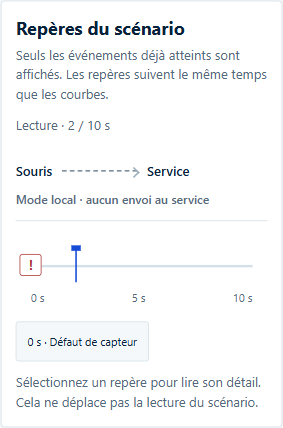 Repères du scénario
Seuls les événements déjà atteints sont
affichés. Les repères suivent le même temps
que les courbes.
Lecture · 2 / 10 s
Souris Service
Mode local · aucun envoi au service
!
0 s 5 s 10 s
0 s · Défaut de capteur
Sélectionnez un repère pour lire son détail.
Cela ne déplace pas la lecture du scénario.